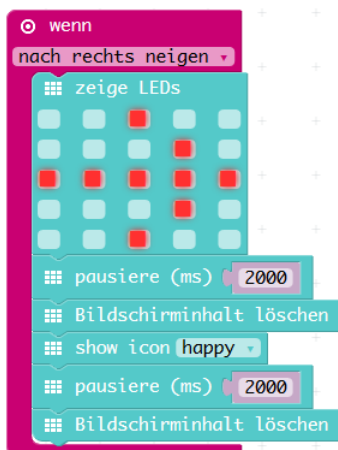 wenn
nach rechts neigen
zeige LEDs
pausiere (ms) 2000
Bildschirminhalt löschen
show icon happy
pausiere (ms) 2000
Bildschirminhalt löschen